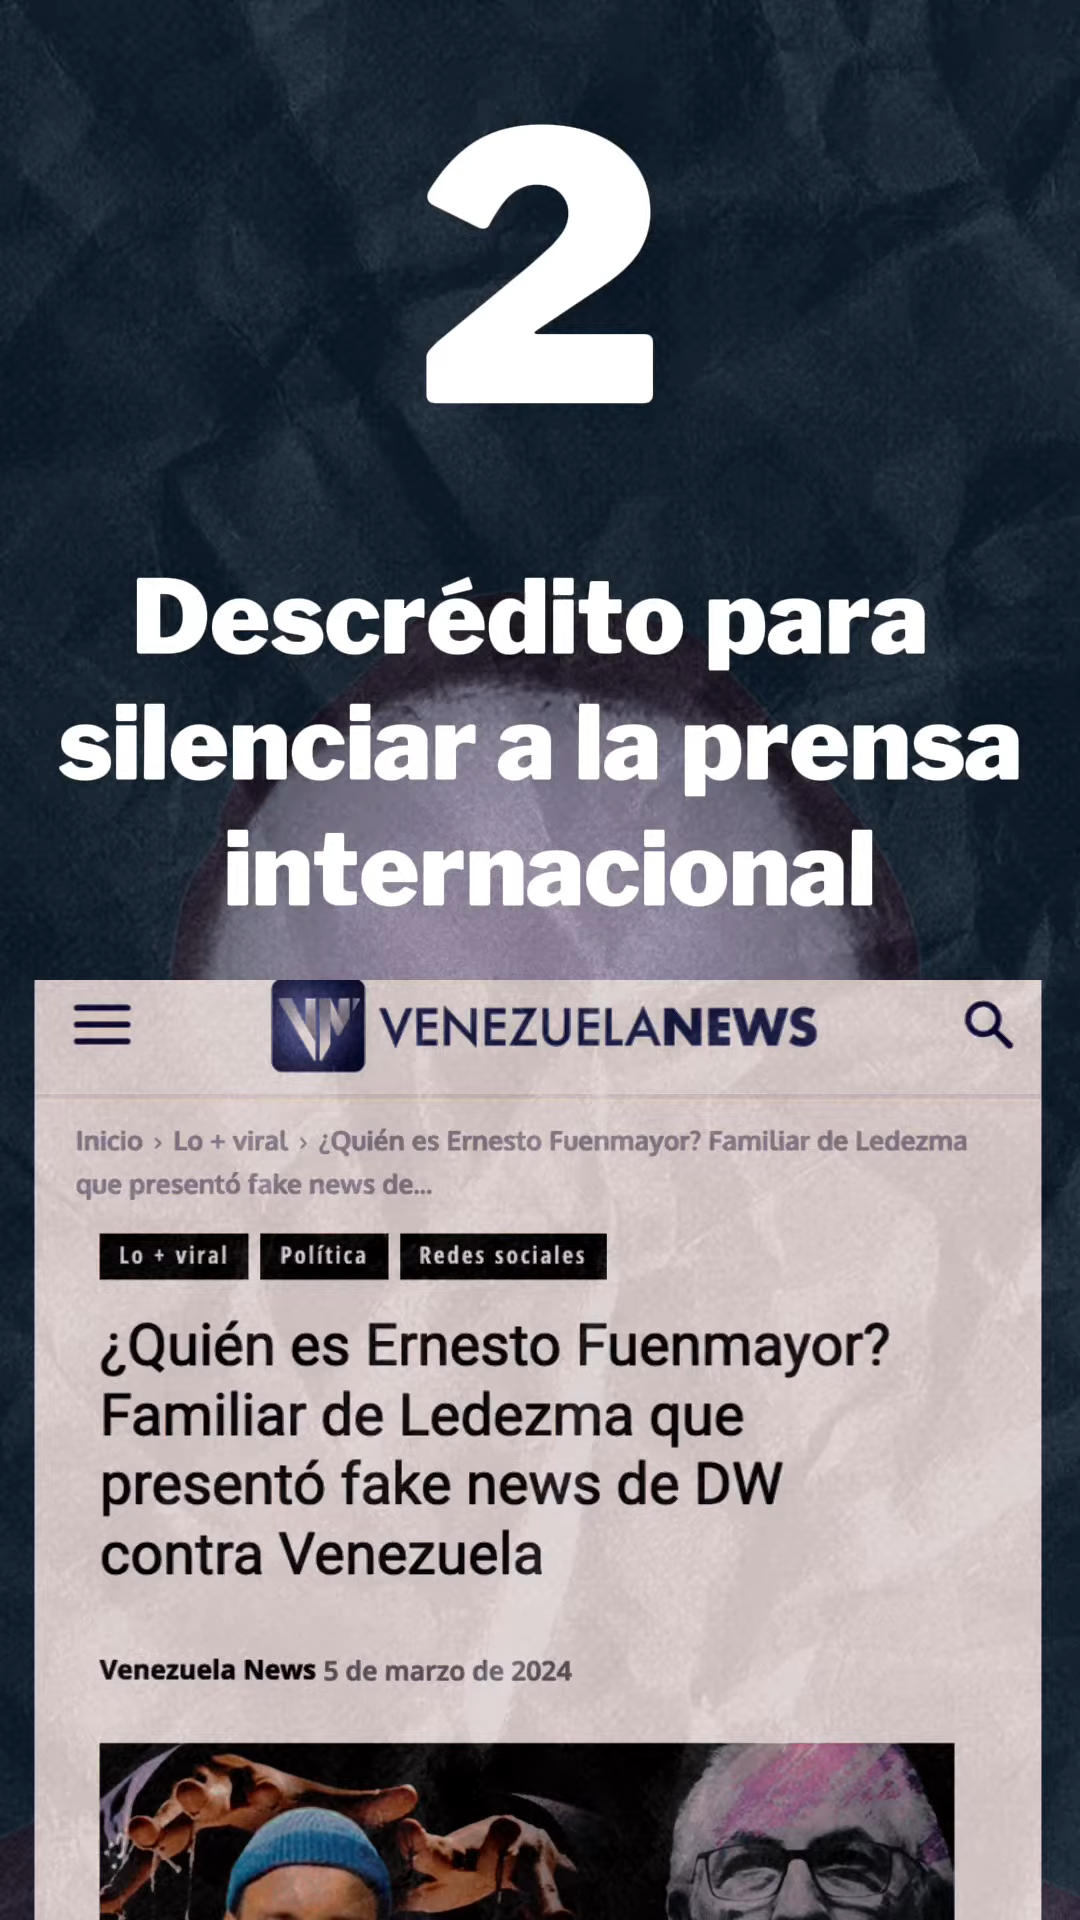 2
Descrédito para
silenciar a la prensa
internacional
VN VENEZUELANEWS
Inicio › Lo + viral › ¿Quién es Ernesto Fuenmayor? Familiar de Ledezma
que presentó fake news de...
Lo + viral Política Redes sociales
¿Quién es Ernesto Fuenmayor?
Familiar de Ledezma que
presentó fake news de DW
contra Venezuela
Venezuela News 5 de marzo de 2024